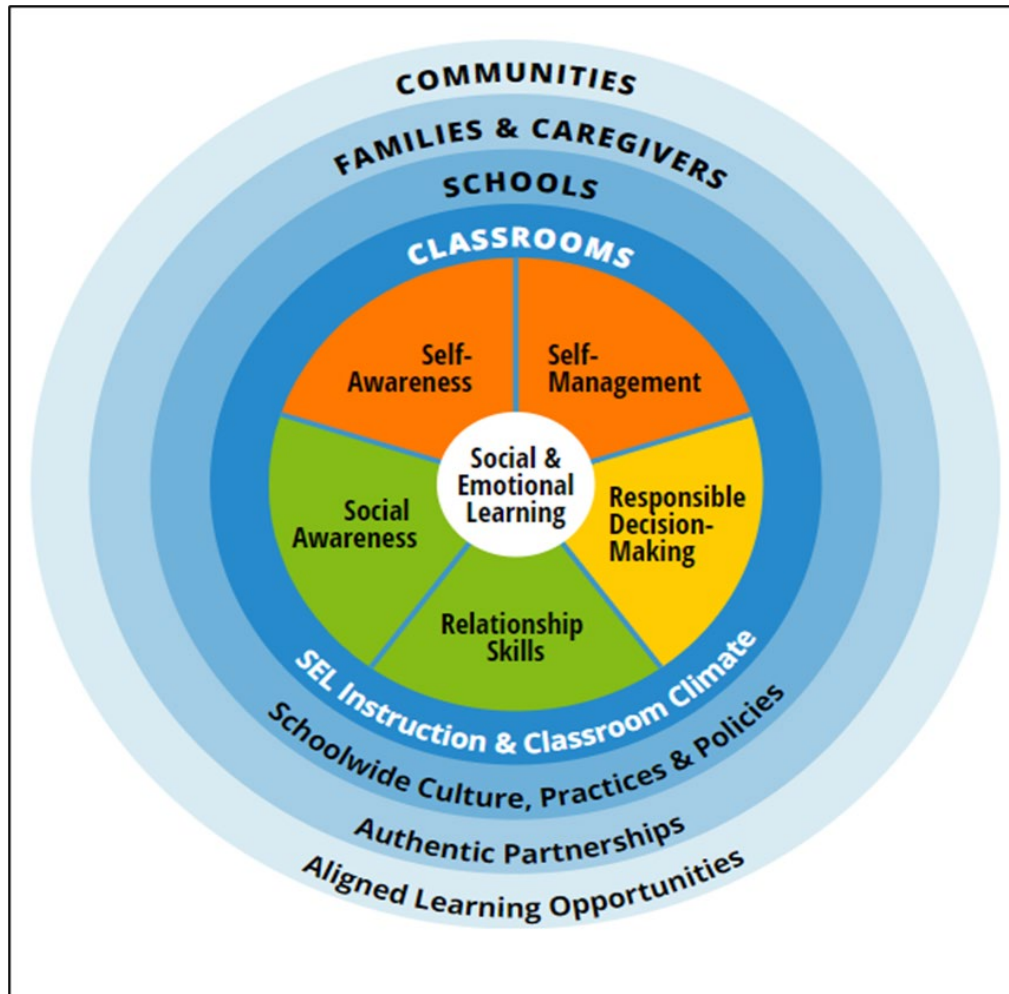 COMMUNITIES
FAMILIES & CAREGIVERS
SCHOOLS
CLASSROOMS
Self-
Awareness
Self-
Management
Social &
Emotional
Learning
Social
Awareness
Responsible
Decision-
Making
Relationship
Skills
SEL Instruction & Classroom Climate
Schoolwide Culture, Practices & Policies
Authentic Partnerships
Aligned Learning Opportunities